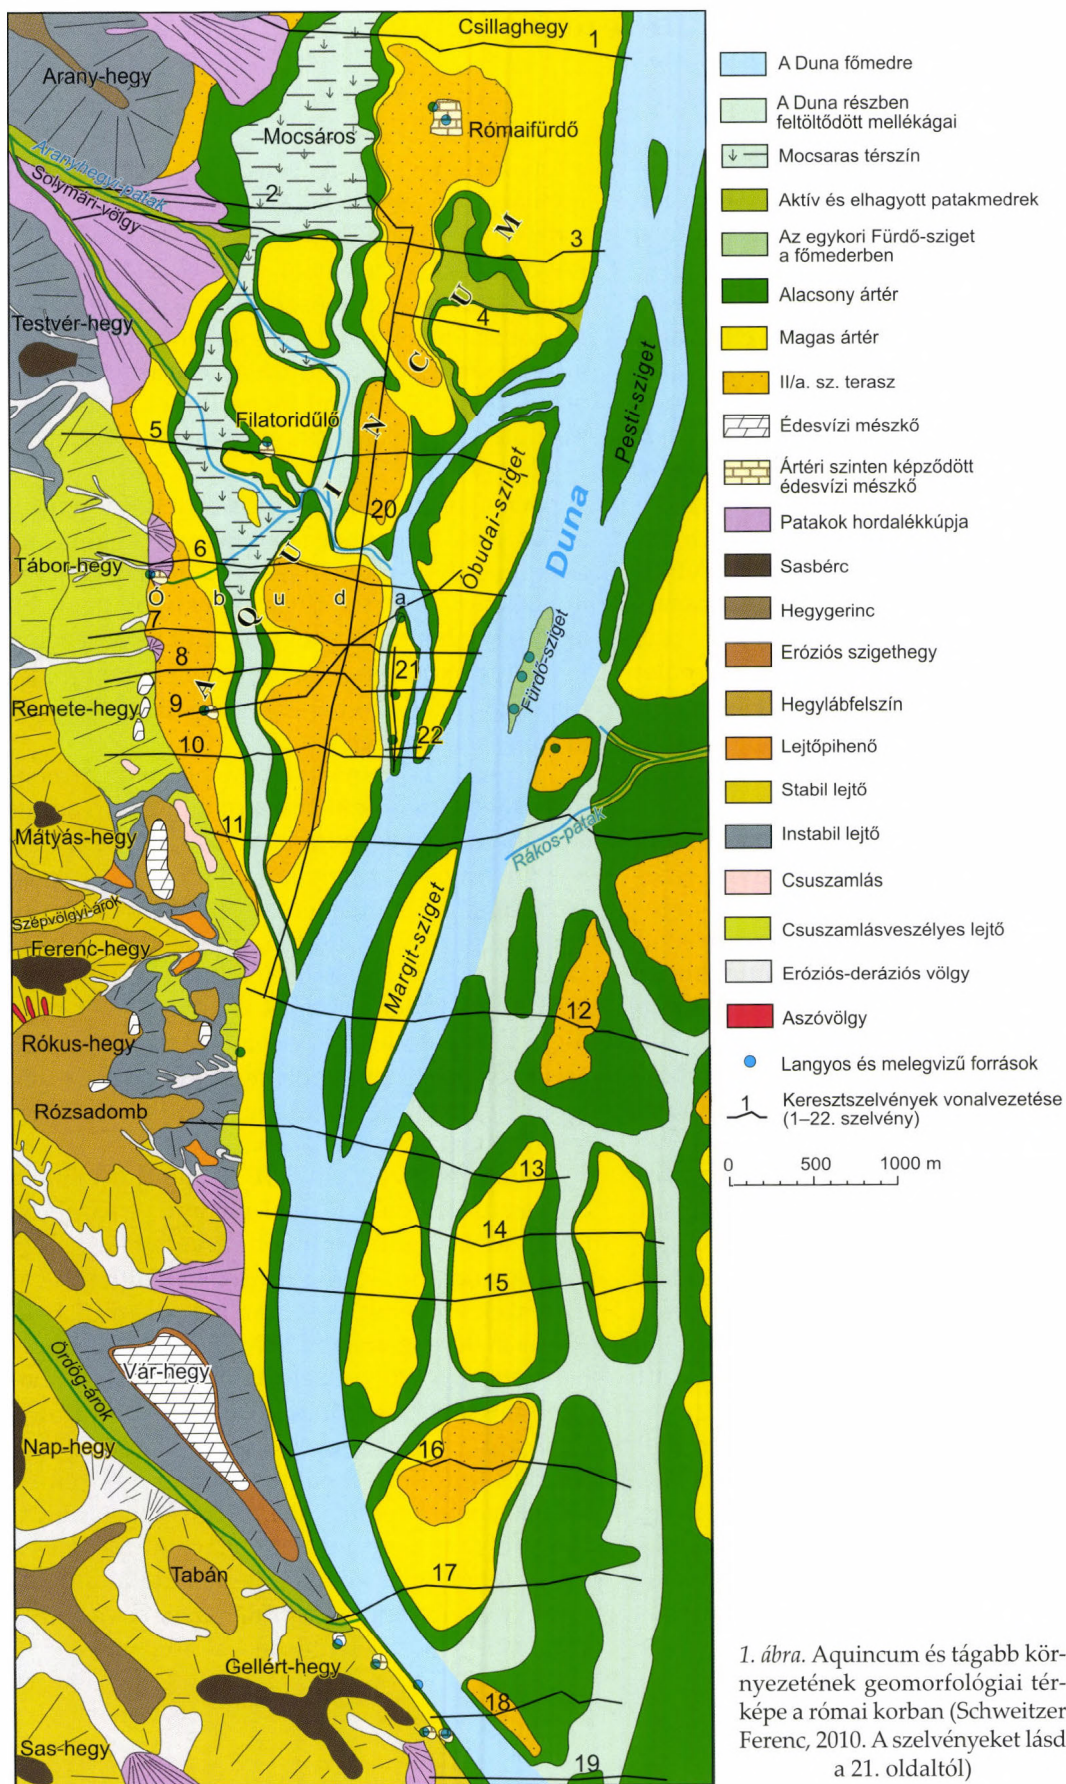 Csillaghegy
1
Arany-hegy
Mocsáros
Rómaifürdő
Aranyhegyi-patak
Solymári-völgy
2
M
3
U
4
C
Testvér-hegy
Pesti-sziget
Filatoridűlő
5
N
I
20
Óbudai-sziget
Duna
6
U
Tábor-hegy
Ó b u d a
Q
7
8
21
Fürdő-sziget
A
9
Remete-hegy
22
10
11
Mátyás-hegy
Rákos-patak
Szépvölgyi-árok
Ferenc-hegy
Margit-sziget
12
Rókus-hegy
Rózsadomb
13
14
15
Ördög-árok
Vár-hegy
Nap-hegy
16
Tabán
17
Gellért-hegy
18
Sas-hegy
19
A Duna főmedre
A Duna részben
feltöltődött mellékágai
Mocsaras térszín
Aktív és elhagyott patakmedrek
Az egykori Fürdő-sziget
a főmederben
Alacsony ártér
Magas ártér
II/a. sz. terasz
Édesvízi mészkő
Ártéri szinten képződött
édesvízi mészkő
Patakok hordalékkúpja
Sasbérc
Hegygerinc
Eróziós szigethegy
Hegylábfelszín
Lejtőpihenő
Stabil lejtő
Instabil lejtő
Csuszamlás
Csuszamlásveszélyes lejtő
Eróziós-deráziós völgy
Aszóvölgy
Langyos és melegvizű források
1 Keresztszelvények vonalvezetése
(1–22. szelvény)
0 500 1000 m
1. ábra. Aquincum és tágabb kör-
nyezetének geomorfológiai tér-
képe a római korban (Schweitzer
Ferenc, 2010. A szelvényeket lásd
a 21. oldaltól)